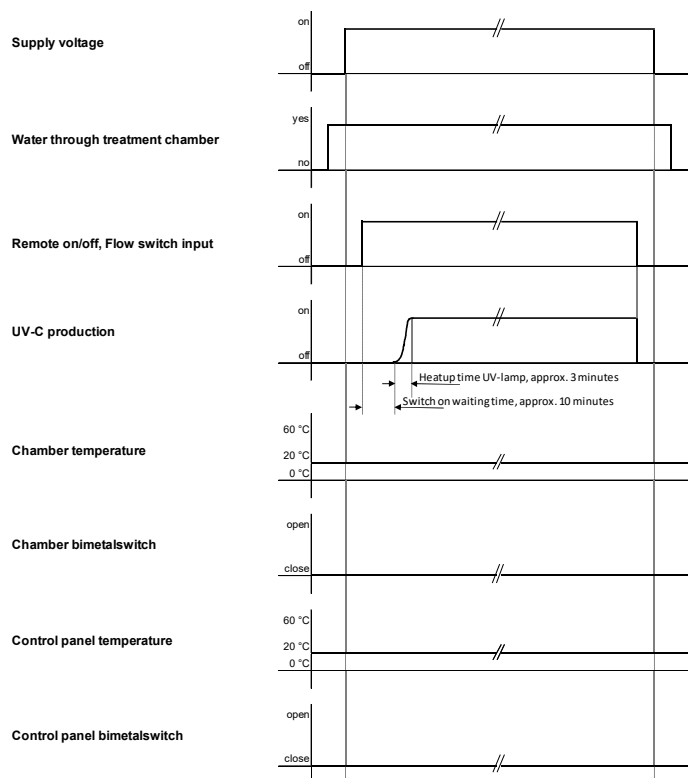 on
Supply voltage
off
yes
Water through treatment chamber
no
on
Remote on/off, Flow switch input
off
on
UV-C production
off
Heatup time UV-lamp, approx. 3 minutes
Switch on waiting time, approx. 10 minutes
60 °C
Chamber temperature
20 °C
0 °C
open
Chamber bimetalswitch
close
60 °C
Control panel temperature
20 °C
0 °C
open
Control panel bimetalswitch
close